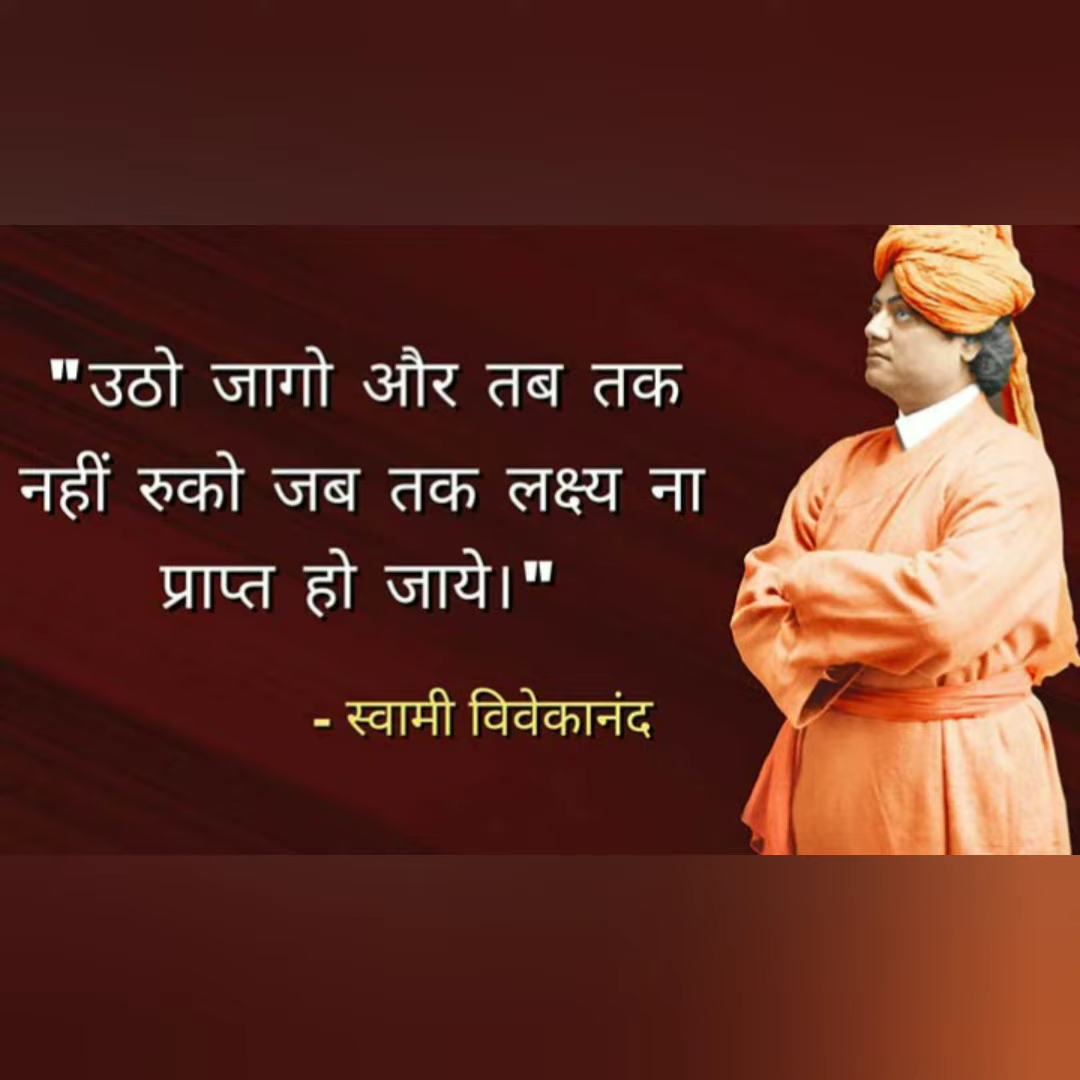 "उठो जागो और तब तक
नहीं रुको जब तक लक्ष्य ना
प्राप्त हो जाये।"
- स्वामी विवेकानंद